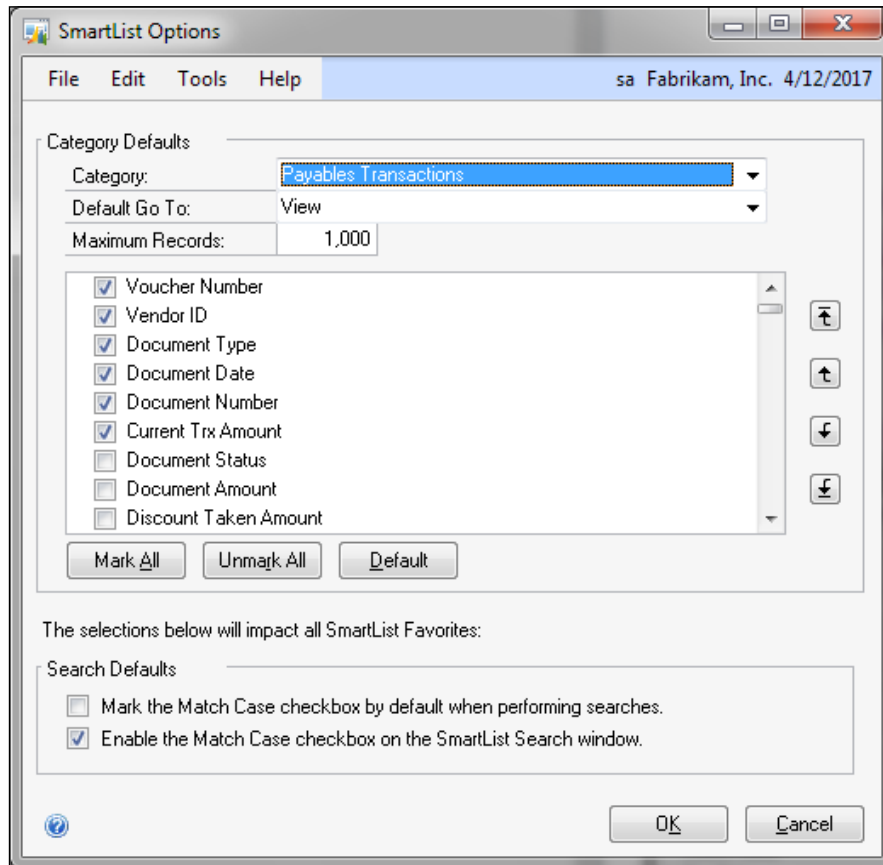 SmartList Options
File Edit Tools Help sa Fabrikam, Inc. 4/12/2017
Category Defaults
Category: Payables Transactions
Default Go To: View
Maximum Records: 1,000
Voucher Number
Vendor ID
Document Type
Document Date
Document Number
Current Trx Amount
Document Status
Document Amount
Discount Taken Amount
Mark All Unmark All Default
The selections below will impact all SmartList Favorites:
Search Defaults
Mark the Match Case checkbox by default when performing searches.
Enable the Match Case checkbox on the SmartList Search window.
OK Cancel